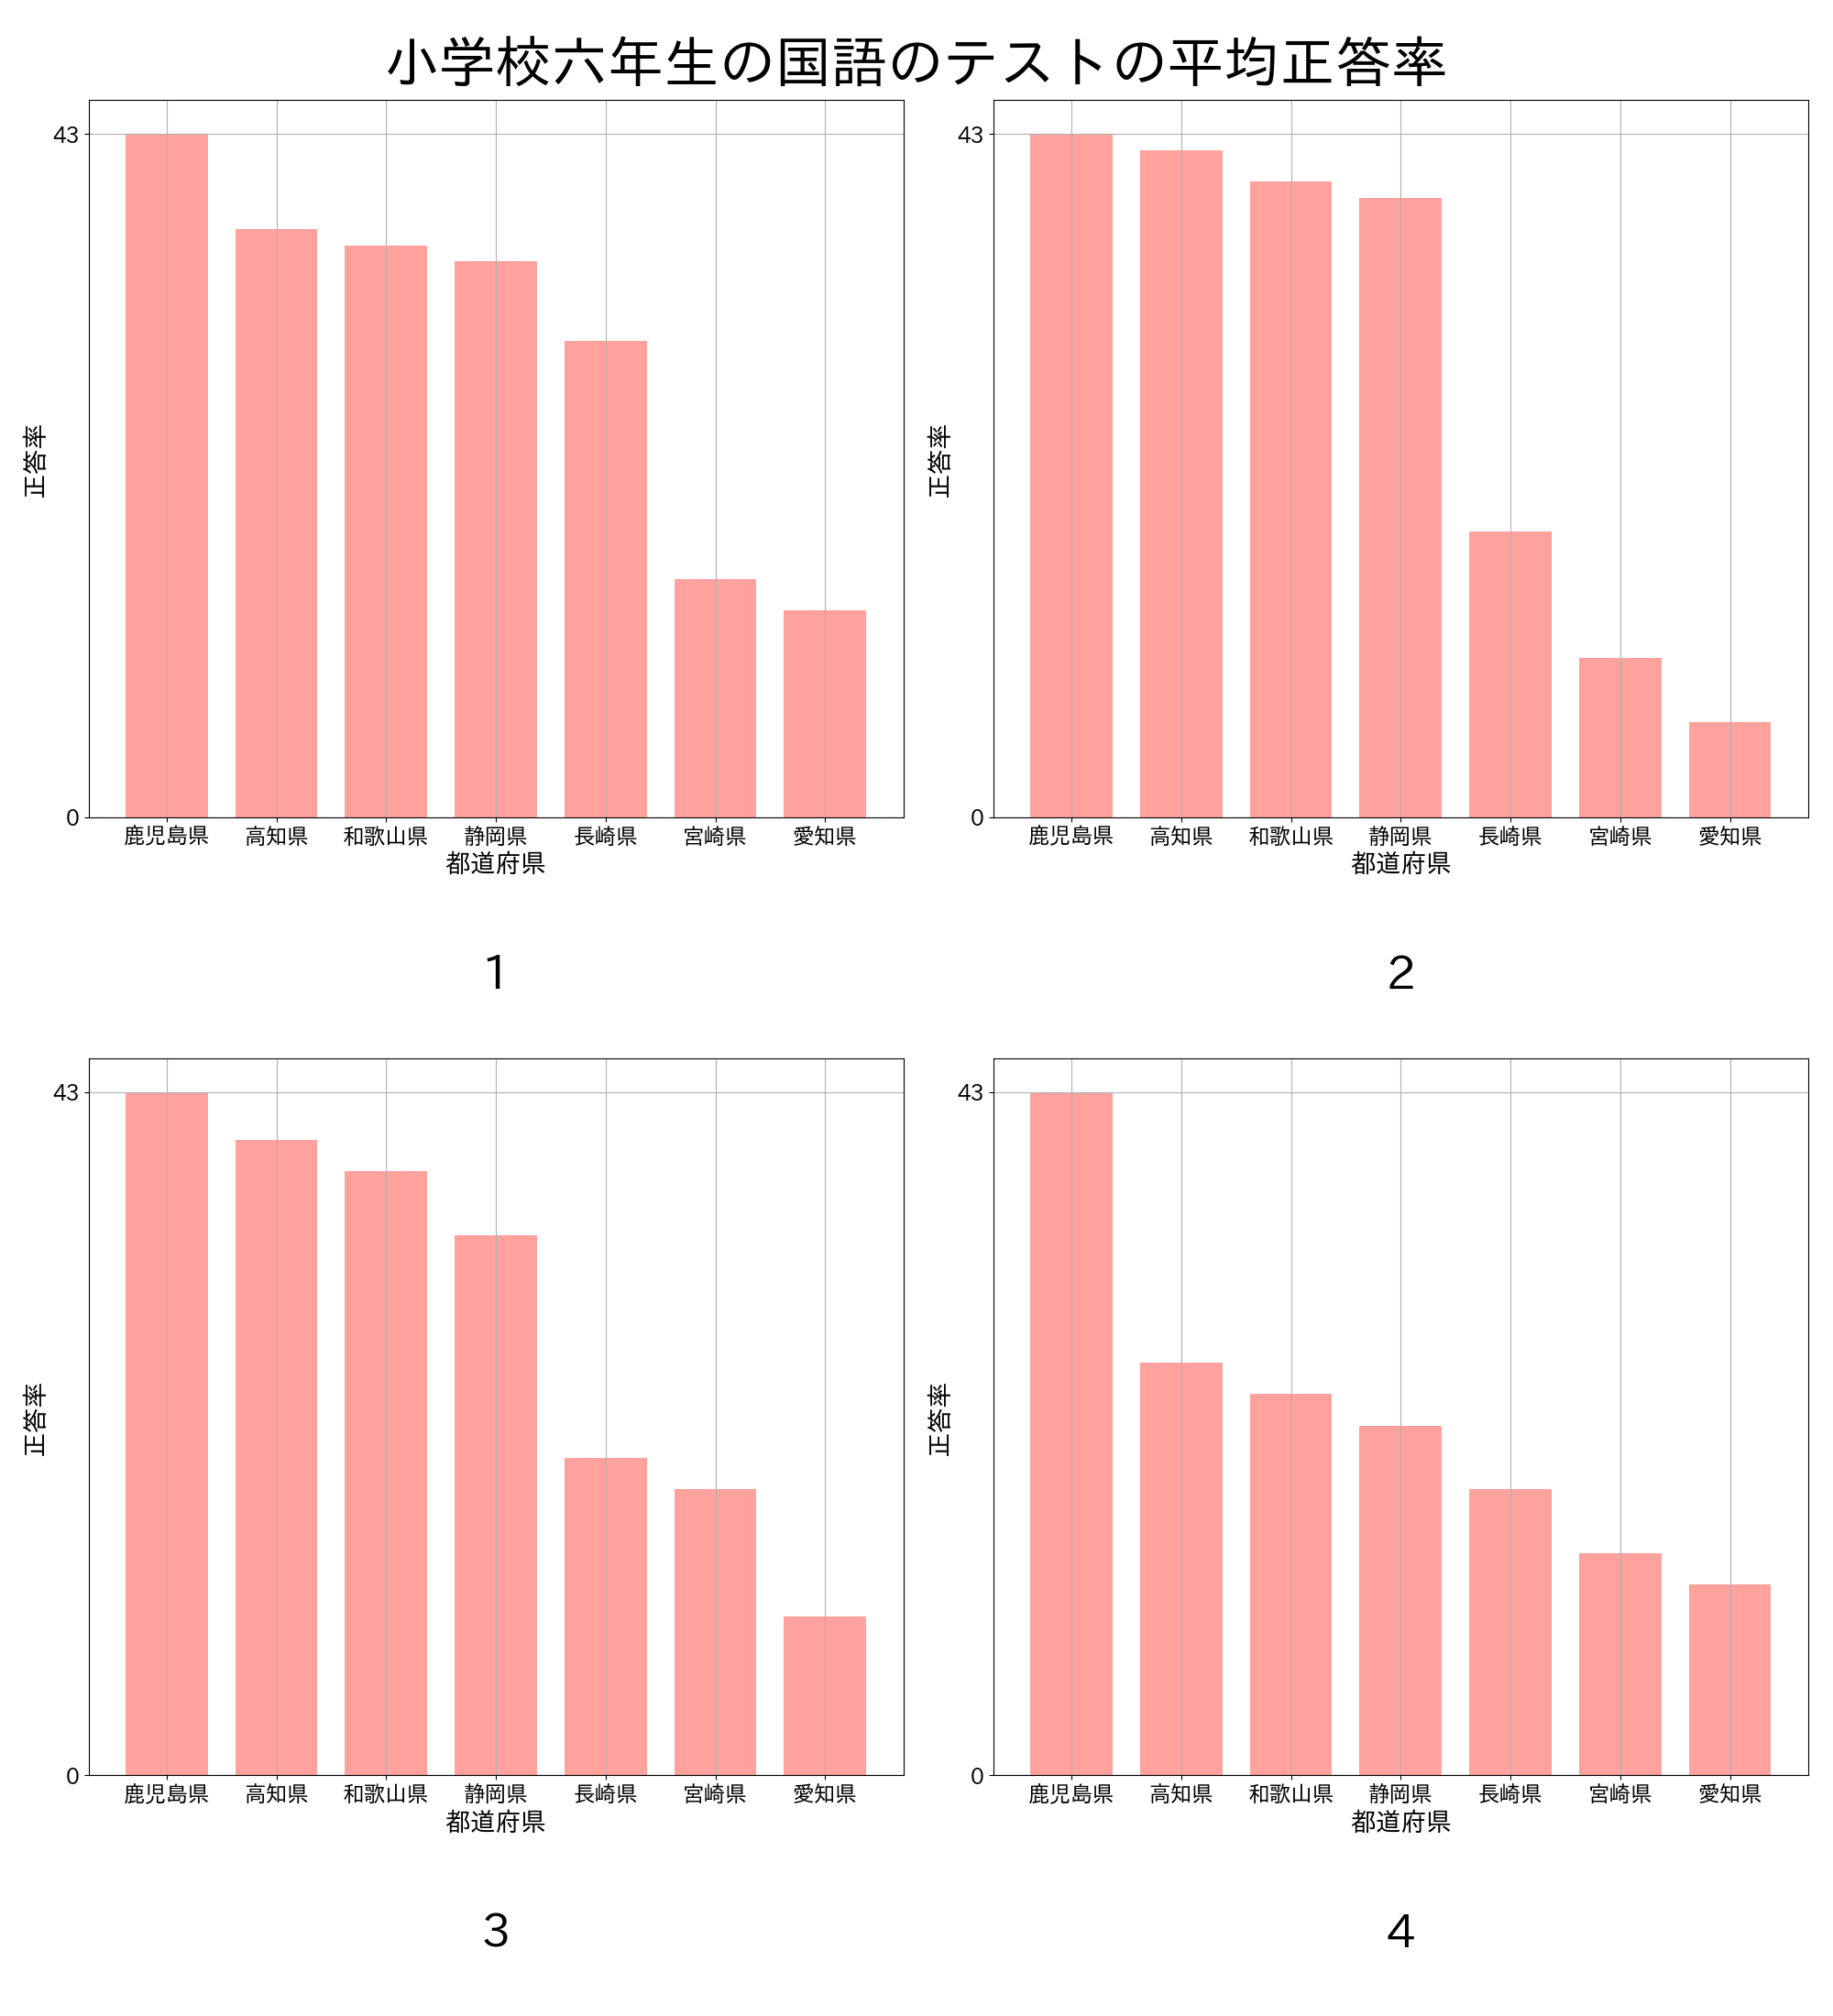 小学校六年生の国語のテストの平均正答率
43
0
正答率
鹿児島県 高知県 和歌山県 静岡県 長崎県 宮崎県 愛知県
都道府県
1
43
0
正答率
鹿児島県 高知県 和歌山県 静岡県 長崎県 宮崎県 愛知県
都道府県
2
43
0
正答率
鹿児島県 高知県 和歌山県 静岡県 長崎県 宮崎県 愛知県
都道府県
3
43
0
正答率
鹿児島県 高知県 和歌山県 静岡県 長崎県 宮崎県 愛知県
都道府県
4